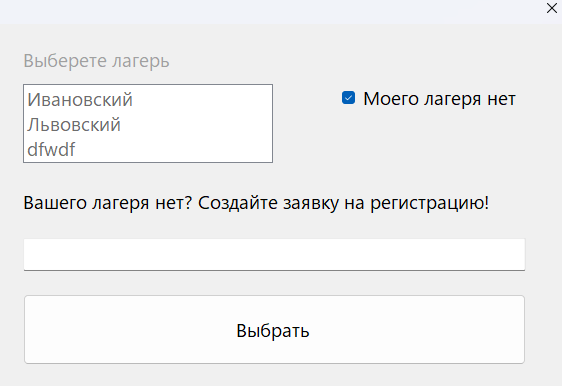 Выберете лагерь
Ивановский
Львовский
dfwdf
Моего лагеря нет
Вашего лагеря нет? Создайте заявку на регистрацию!
Выбрать